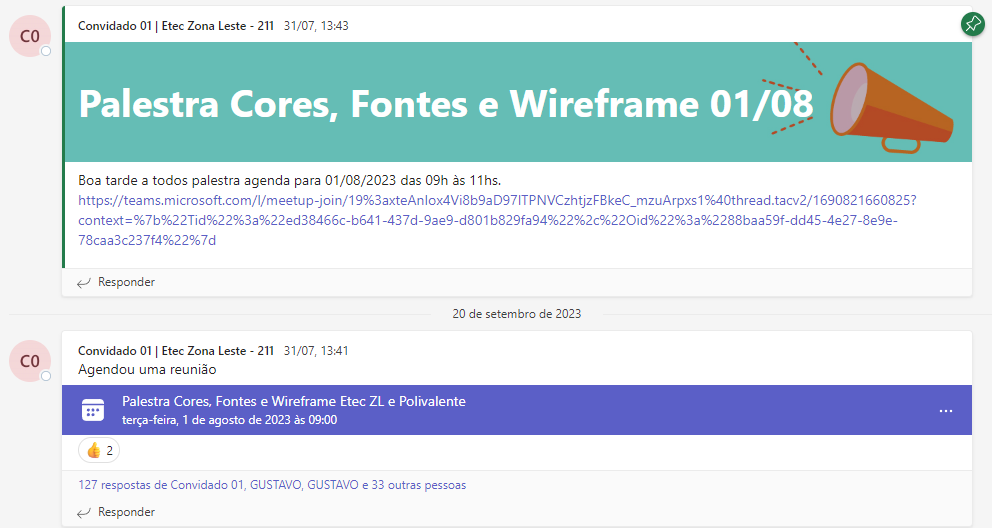 C0
Convidado 01 | Etec Zona Leste - 211 31/07, 13:43
Palestra Cores, Fontes e Wireframe 01/08
Boa tarde a todos palestra agenda para 01/08/2023 das 09h às 11hs.
https://teams.microsoft.com/l/meetup-join/19%3axteAnIox4Vi8b9aD97ITPNVCzhtjzFBkeC_mzuArpxs1%40thread.tacv2/1690821660825?
context=%7b%22Tid%22%3a%22ed38466c-b641-437d-9ae9-d801b829fa94%22%2c%22Oid%22%3a%2288baa59f-dd45-4e27-8e9e-
78caa3c237f4%22%7d
Responder
20 de setembro de 2023
C0
Convidado 01 | Etec Zona Leste - 211 31/07, 13:41
Agendou uma reunião
Palestra Cores, Fontes e Wireframe Etec ZL e Polivalente
terça-feira, 1 de agosto de 2023 às 09:00
2
127 respostas de Convidado 01, GUSTAVO, GUSTAVO e 33 outras pessoas
Responder